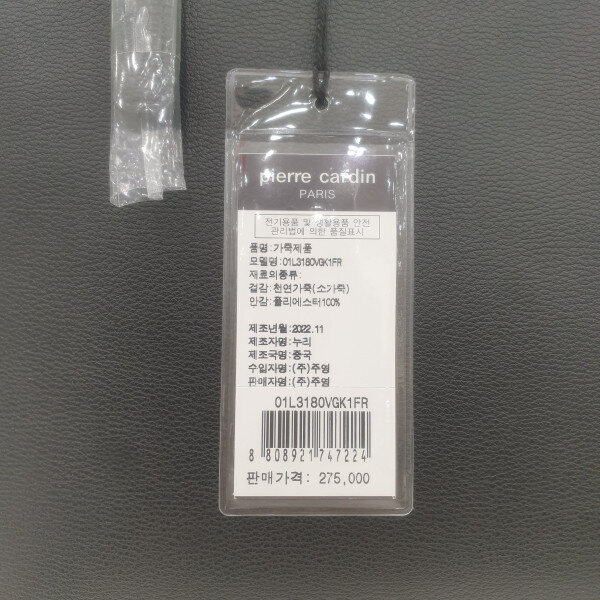 pierre cardin
PARIS
전기용품 및 생활용품 안전
관리법에 의한 품질표시
품명:가죽제품
모델명:01L3180VGK1FR
재료의종류:
겉감:천연가죽(소가죽)
안감:폴리에스터100%
제조년월:2022.11
제조자명:누리
제조국명:중국
수입자명:(주)주영
판매자명:(주)주영
01L3180VGK1FR
8 808921 747224
판매가격: 275,000